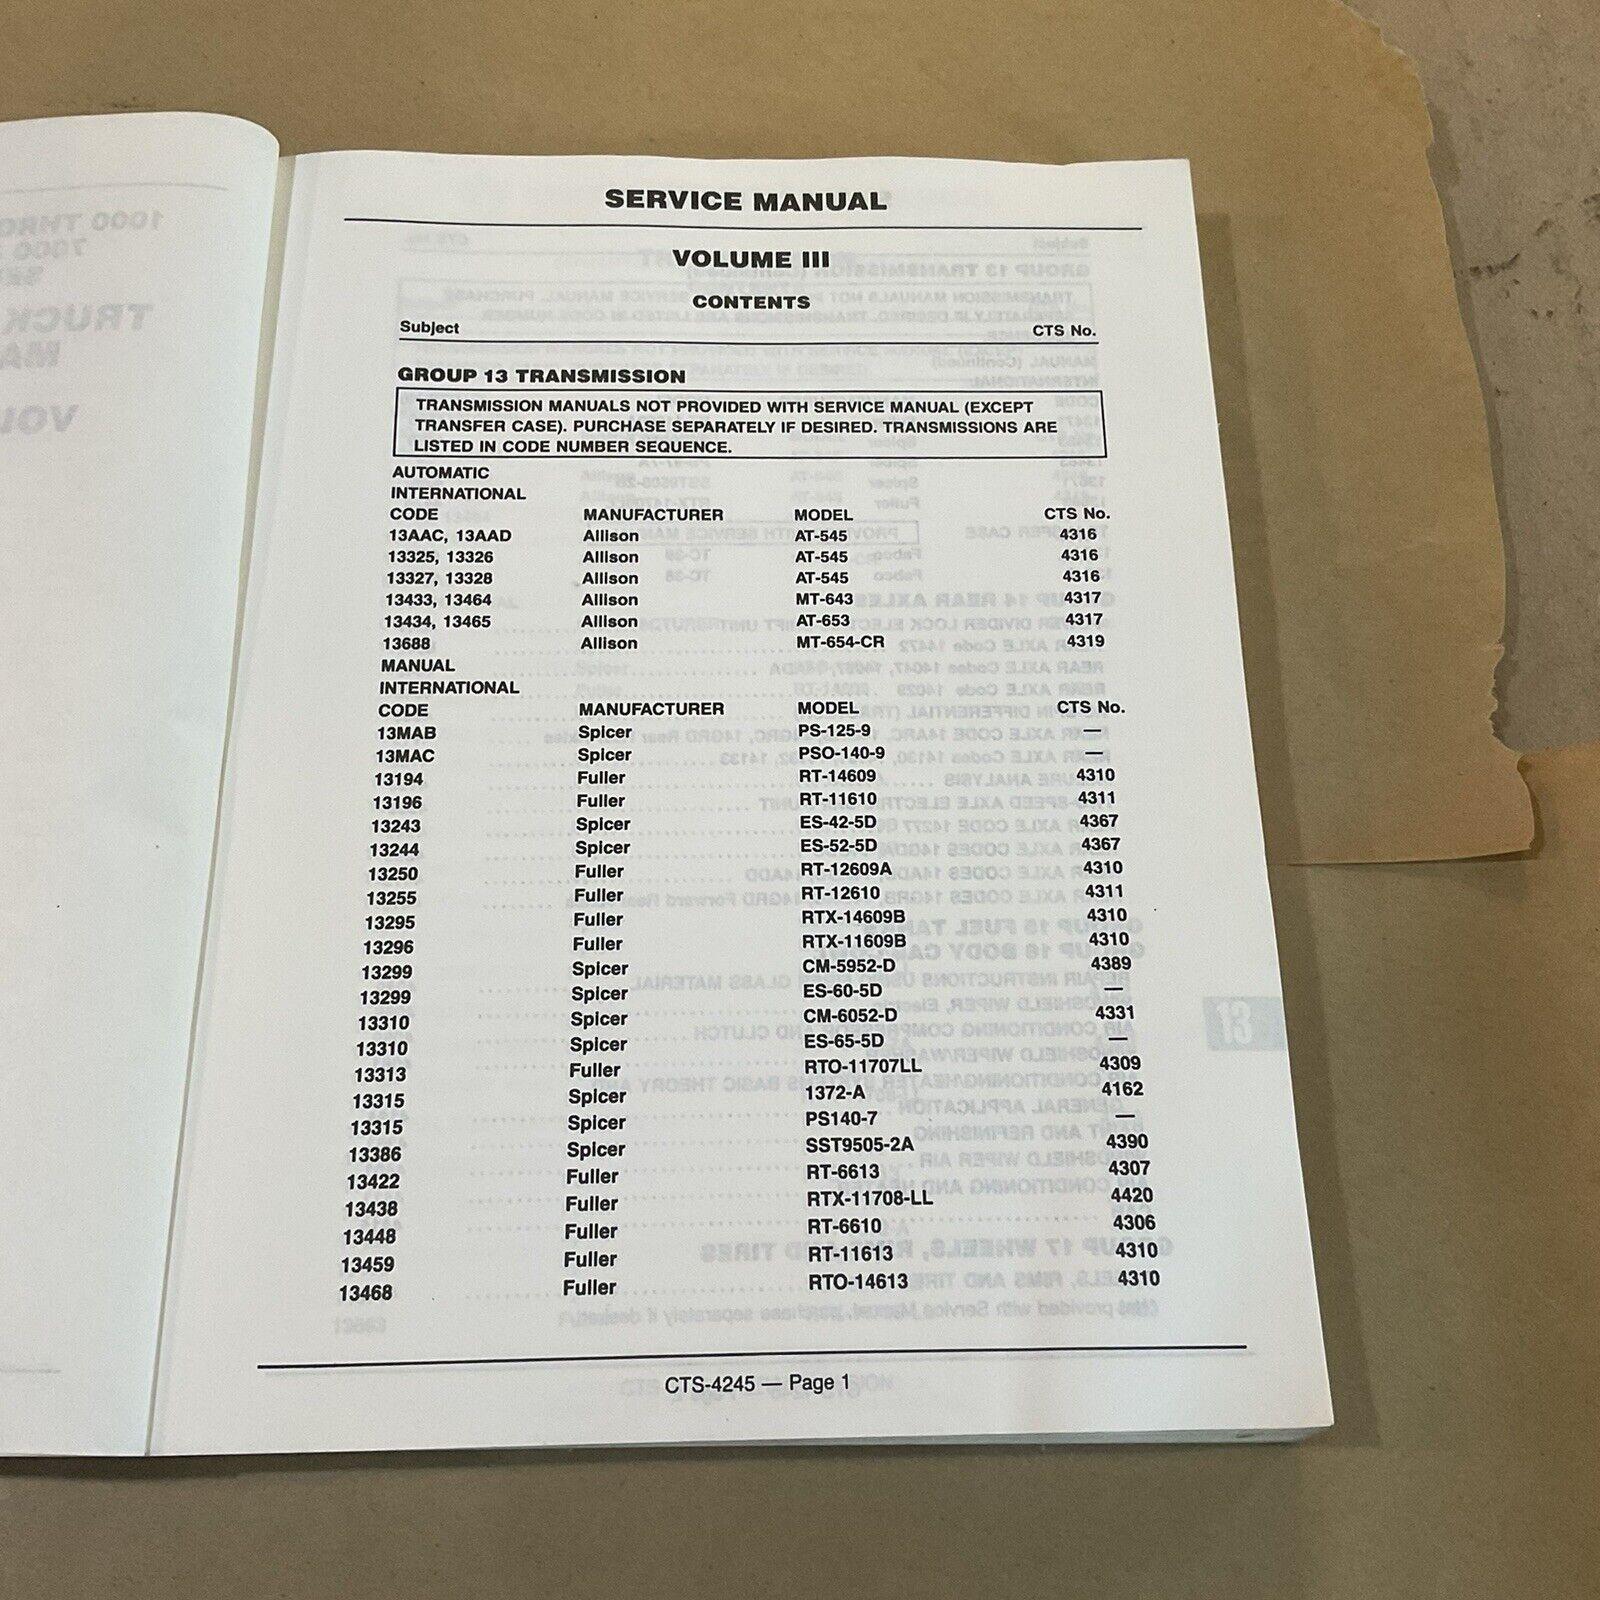 SERVICE MANUAL
VOLUME III
CONTENTS
Subject CTS No.
GROUP 13 TRANSMISSION
TRANSMISSION MANUALS NOT PROVIDED WITH SERVICE MANUAL (EXCEPT
TRANSFER CASE). PURCHASE SEPARATELY IF DESIRED. TRANSMISSIONS ARE
LISTED IN CODE NUMBER SEQUENCE.
AUTOMATIC
INTERNATIONAL
CODE MANUFACTURER MODEL CTS No.
13AAC, 13AAD Allison AT-545 4316
13325, 13326 Allison AT-545 4316
13327, 13328 Allison AT-545 4316
13433, 13464 Allison MT-643 4317
13434, 13465 Allison AT-653 4317
13688 Allison MT-654-CR 4319
MANUAL
INTERNATIONAL
CODE MANUFACTURER MODEL CTS No.
13MAB Spicer PS-125-9 —
13MAC Spicer PSO-140-9 —
13194 Fuller RT-14609 4310
13196 Fuller RT-11610 4311
13243 Spicer ES-42-5D 4367
13244 Spicer ES-52-5D 4367
13250 Fuller RT-12609A 4310
13255 Fuller RT-12610 4311
13295 Fuller RTX-14609B 4310
13296 Fuller RTX-11609B 4310
13299 Spicer CM-5952-D 4389
13299 Spicer ES-60-5D —
13310 Spicer CM-6052-D 4331
13310 Spicer ES-65-5D —
13313 Fuller RTO-11707LL 4309
13315 Spicer 1372-A 4162
13315 Spicer PS140-7 —
13386 Spicer SST9505-2A 4390
13422 Fuller RT-6613 4307
13438 Fuller RTX-11708-LL 4420
13448 Fuller RT-6610 4306
13459 Fuller RT-11613 4310
13468 Fuller RTO-14613 4310
CTS-4245 — Page 1